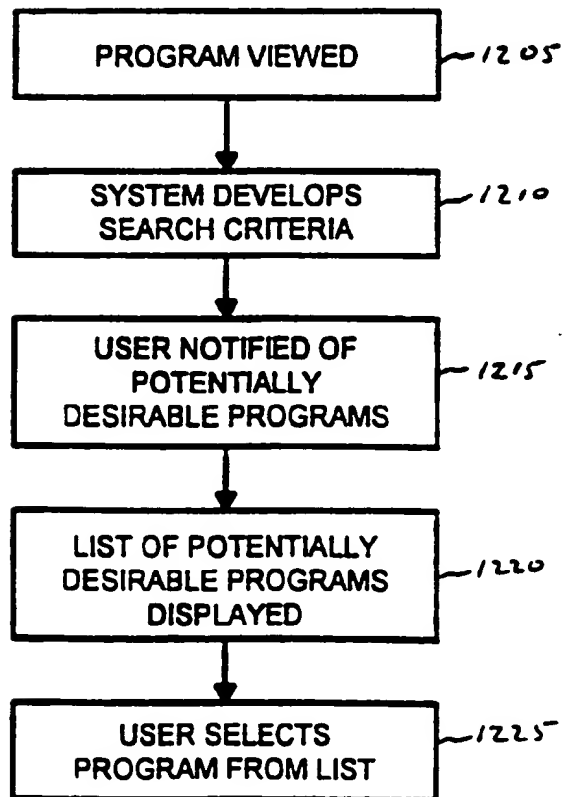 PROGRAM VIEWED
1205
SYSTEM DEVELOPS
SEARCH CRITERIA
1210
USER NOTIFIED OF
POTENTIALLY
DESIRABLE PROGRAMS
1215
LIST OF POTENTIALLY
DESIRABLE PROGRAMS
DISPLAYED
1220
USER SELECTS
PROGRAM FROM LIST
1225